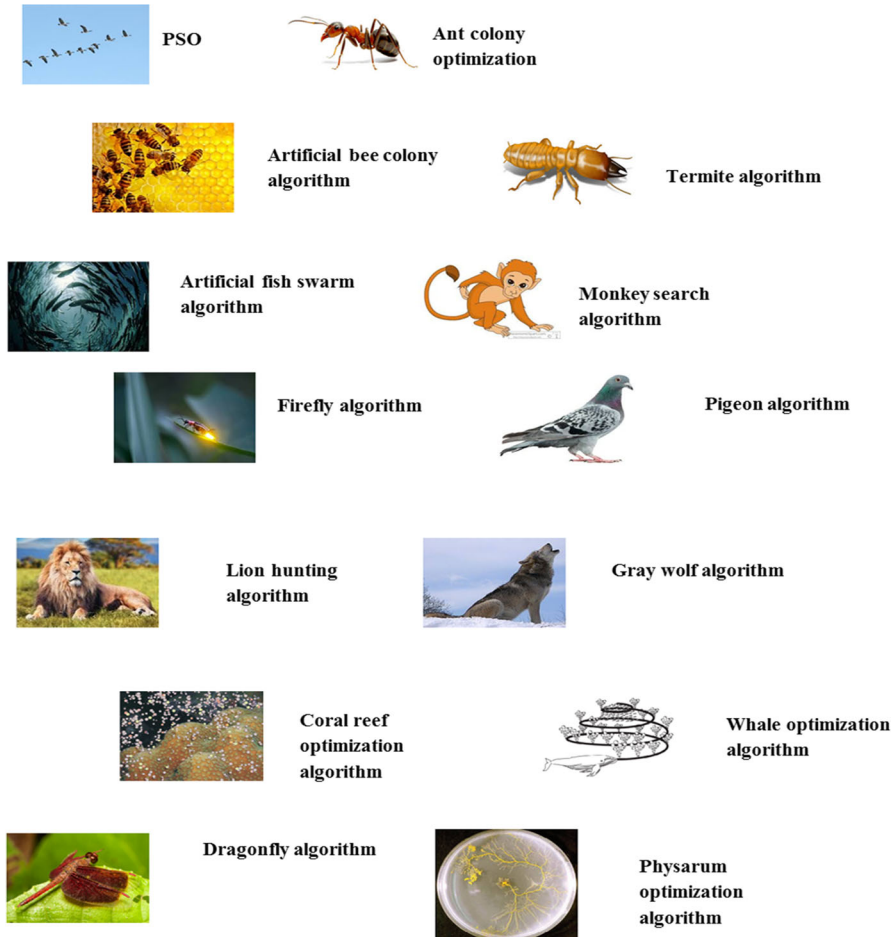 PSO
Ant colony
optimization
Artificial bee colony
algorithm
Termite algorithm
Artificial fish swarm
algorithm
Monkey search
algorithm
Firefly algorithm
Pigeon algorithm
Lion hunting
algorithm
Gray wolf algorithm
Coral reef
optimization
algorithm
Whale optimization
algorithm
Dragonfly algorithm
Physarum
optimization
algorithm